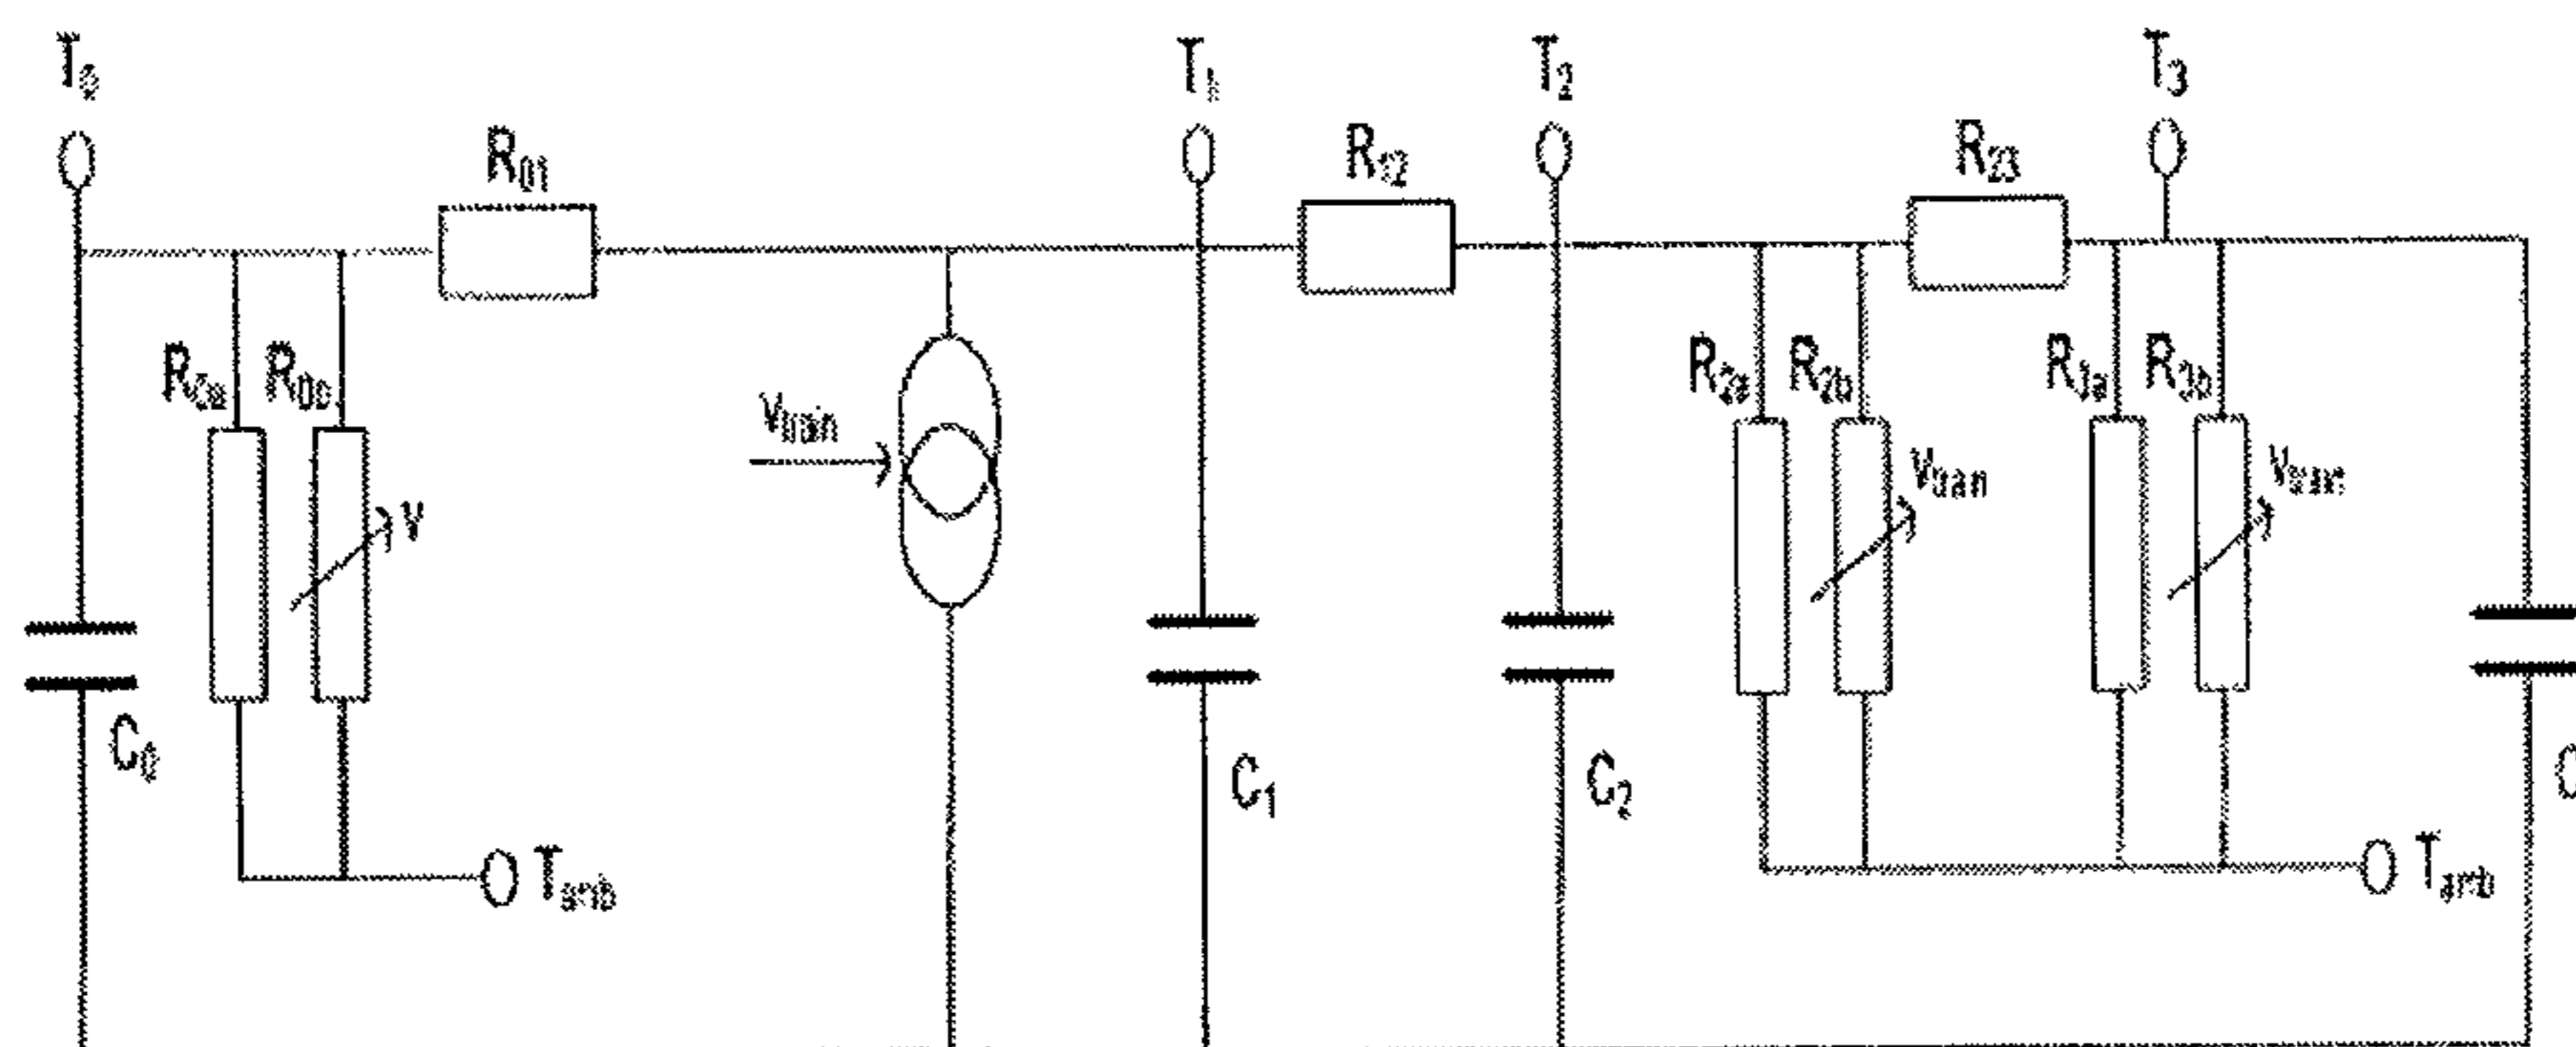 T0
T1
T2
T3
R01
R12
R23
R0a
R0b
Vtrain
R2a
R2b
R3a
R3b
V
Vtrain
Vtrain
C0
C1
C2
C
Tamb
Tamb